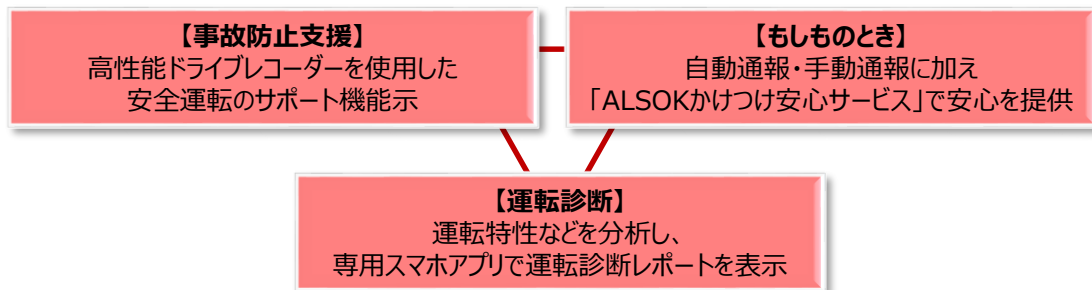 【事故防止支援】
高性能ドライブレコーダーを使用した
安全運転のサポート機能示
【もしものとき】
自動通報・手動通報に加え
「ALSOKかけつけ安心サービス」で安心を提供
【運転診断】
運転特性などを分析し、
専用スマホアプリで運転診断レポートを表示